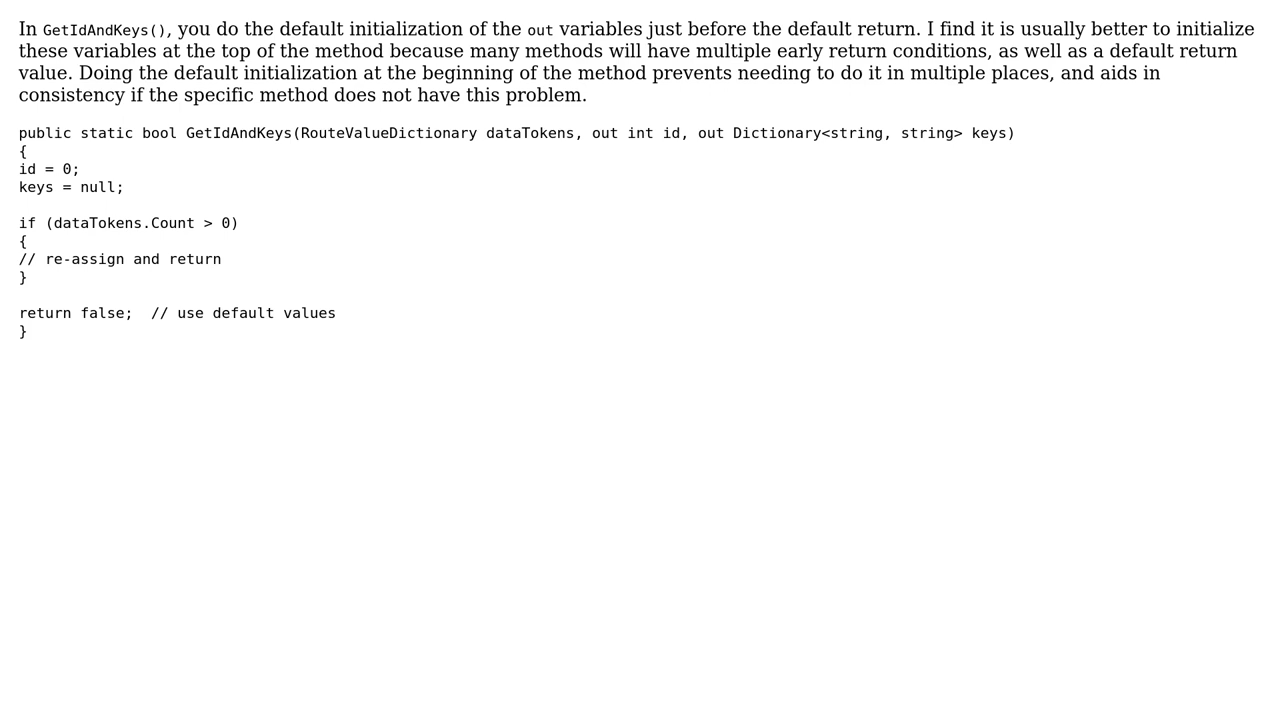 In GetIdAndKeys(), you do the default initialization of the out variables just before the default return. I find it is usually better to initialize
these variables at the top of the method because many methods will have multiple early return conditions, as well as a default return
value. Doing the default initialization at the beginning of the method prevents needing to do it in multiple places, and aids in
consistency if the specific method does not have this problem.
public static bool GetIdAndKeys(RouteValueDictionary dataTokens, out int id, out Dictionary<string, string> keys)
{
id = 0;
keys = null;
if (dataTokens.Count > 0)
{
// re-assign and return
}
return false;  // use default values
}